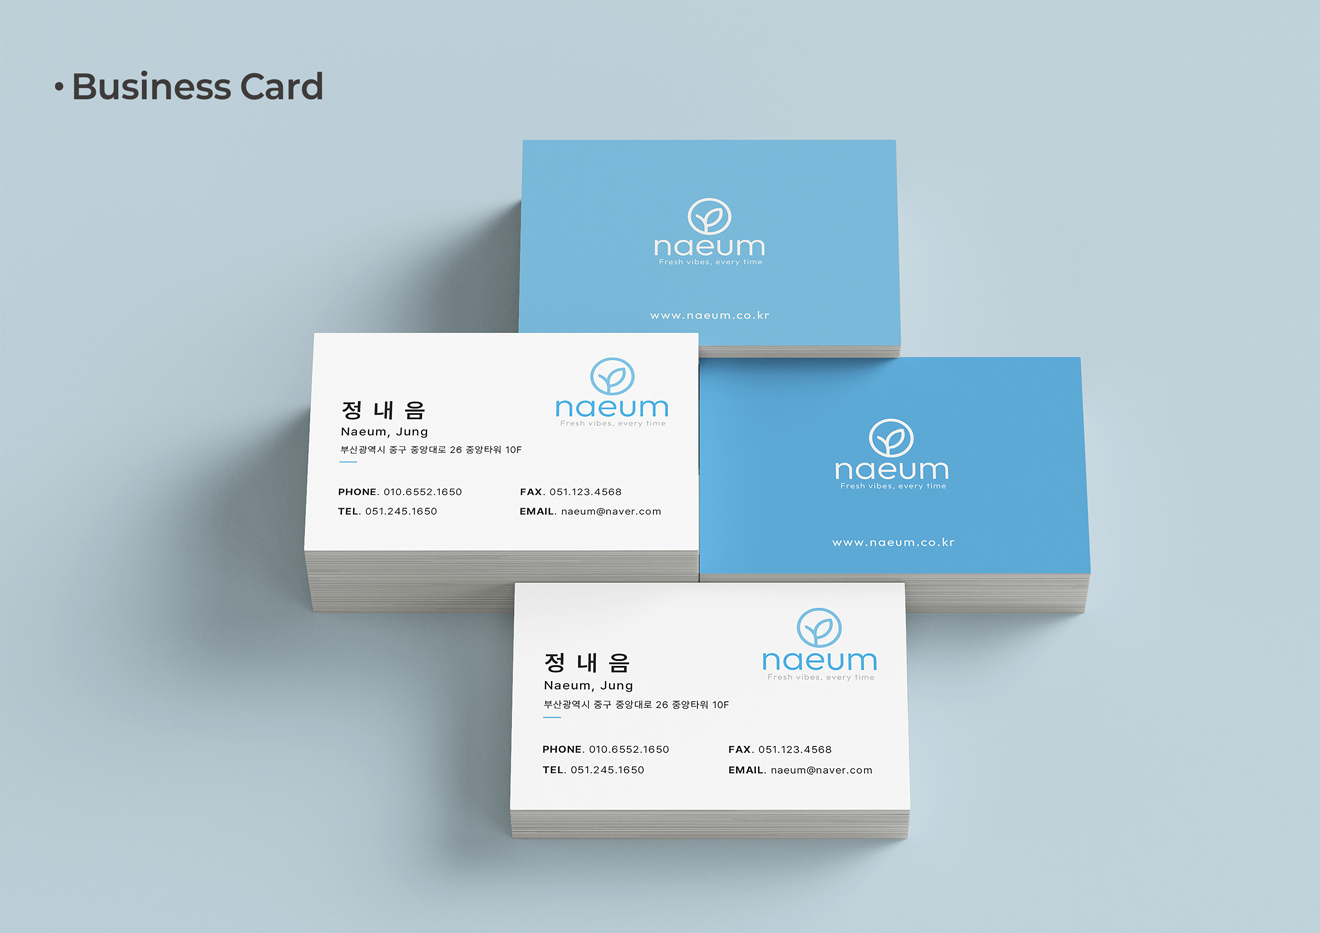 • Business Card
naeum
Fresh vibes, every time
www.naeum.co.kr
정 내 음
Naeum, Jung
부산광역시 중구 중앙대로 26 중앙타워 10F
PHONE. 010.6552.1650
FAX. 051.123.4568
TEL. 051.245.1650
EMAIL. naeum@naver.com
naeum
Fresh vibes, every time
naeum
Fresh vibes, every time
www.naeum.co.kr
정 내 음
Naeum, Jung
부산광역시 중구 중앙대로 26 중앙타워 10F
PHONE. 010.6552.1650
FAX. 051.123.4568
TEL. 051.245.1650
EMAIL. naeum@naver.com
naeum
Fresh vibes, every time